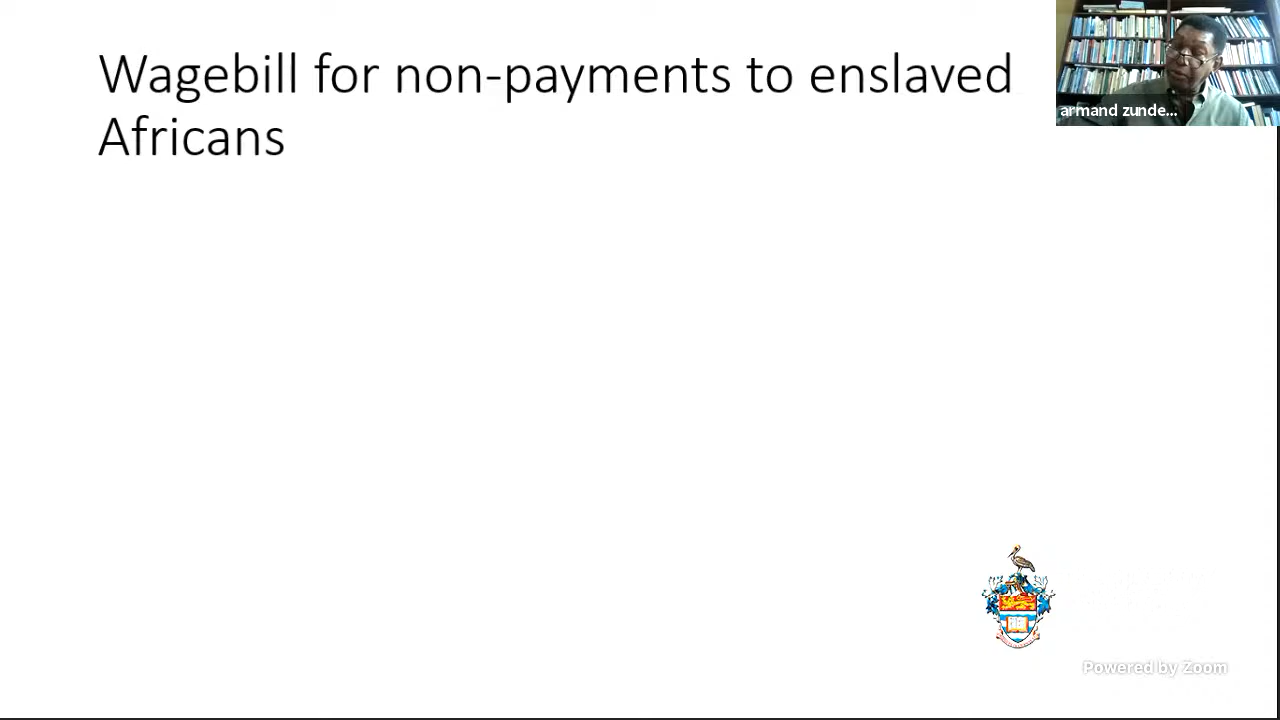 Wagebill for non-payments to enslaved
Africans
armand zunde...
Powered by Zoom